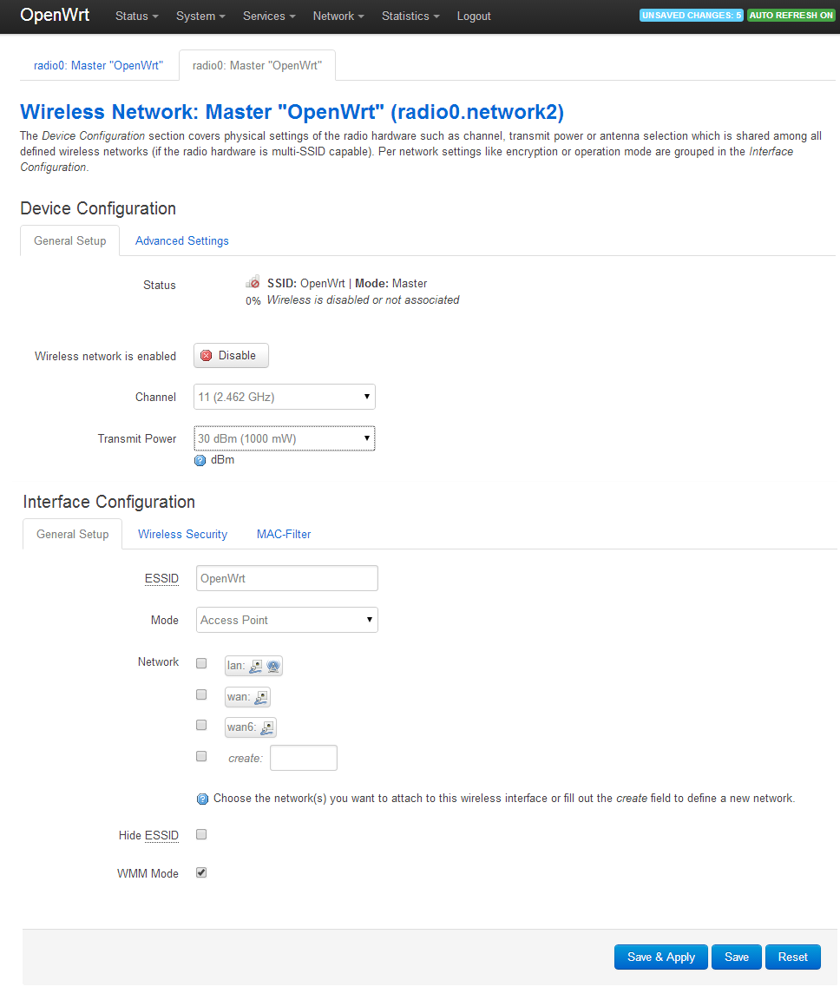 OpenWrt Status System Services Network Statistics Logout UNSAVED CHANGES: 5 AUTO REFRESH ON
radio0: Master "OpenWrt" radio0: Master "OpenWrt"
Wireless Network: Master "OpenWrt" (radio0.network2)
The Device Configuration section covers physical settings of the radio hardware such as channel, transmit power or antenna selection which is shared among all
defined wireless networks (if the radio hardware is multi-SSID capable). Per network settings like encryption or operation mode are grouped in the Interface
Configuration.
Device Configuration
General Setup Advanced Settings
Status SSID: OpenWrt | Mode: Master
0% Wireless is disabled or not associated
Wireless network is enabled Disable
Channel 11 (2.462 GHz)
Transmit Power 30 dBm (1000 mW)
dBm
Interface Configuration
General Setup Wireless Security MAC-Filter
ESSID OpenWrt
Mode Access Point
Network lan:
wan:
wan6:
create:
Choose the network(s) you want to attach to this wireless interface or fill out the create field to define a new network.
Hide ESSID
WMM Mode
Save & Apply Save Reset